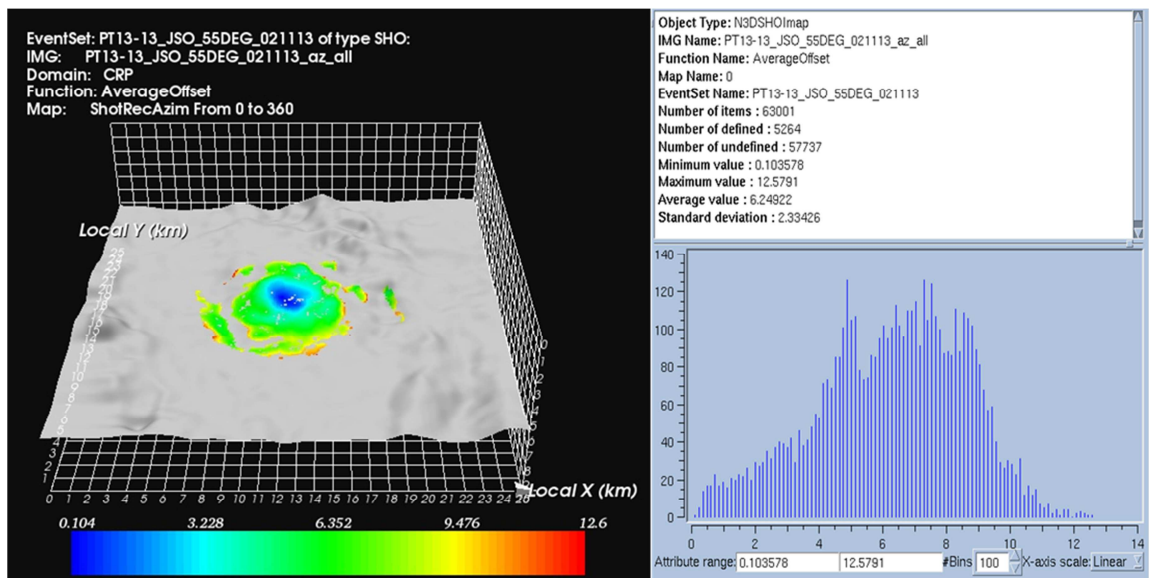 EventSet: PT13-13_JSO_55DEG_021113 of type SHO:
IMG: PT13-13_JSO_55DEG_021113_az_all
Domain: CRP
Function: AverageOffset
Map: ShotRecAzim From 0 to 360
Local Y (km)
0 1 2 3 4 5 6 7 8 9 10 11 12 13 14 15 16 17 18 19 20 21 22 23 24 25
Local X (km)
0.104 3.228 6.352 9.476 12.6
Object Type: N3DSHOImap
IMG Name: PT13-13_JSO_55DEG_021113_az_all
Function Name: AverageOffset
Map Name: 0
EventSet Name: PT13-13_JSO_55DEG_021113
Number of items : 63001
Number of defined : 5264
Number of undefined : 57737
Minimum value : 0.103578
Maximum value : 12.5791
Average value : 6.24922
Standard deviation : 2.33426
140
120
100
80
60
40
20
0
0 2 4 6 8 10 12 14
Attribute range: 0.103578 12.5791 #Bins 100 X-axis scale: Linear